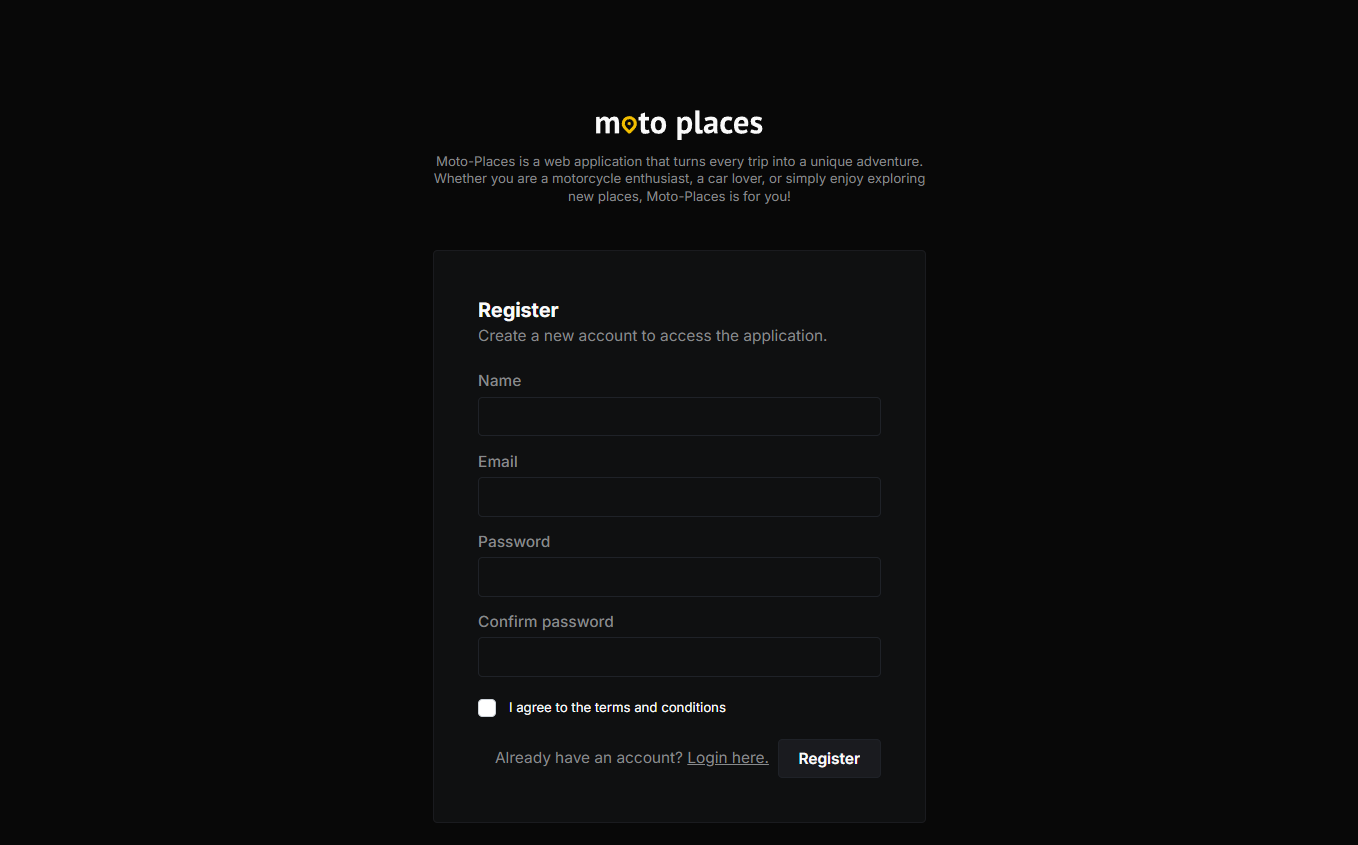 moto places
Moto-Places is a web application that turns every trip into a unique adventure.
Whether you are a motorcycle enthusiast, a car lover, or simply enjoy exploring
new places, Moto-Places is for you!
Register
Create a new account to access the application.
Name
Email
Password
Confirm password
I agree to the terms and conditions
Already have an account? Login here. Register